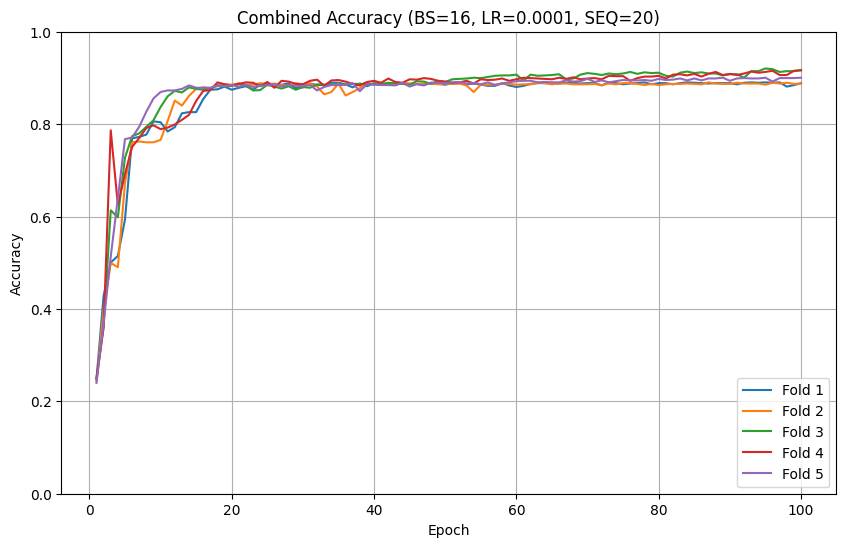 Combined Accuracy (BS=16, LR=0.0001, SEQ=20)
1.0
0.8
0.6
0.4
0.2
0.0
Accuracy
0 20 40 60 80 100
Epoch
Fold 1
Fold 2
Fold 3
Fold 4
Fold 5